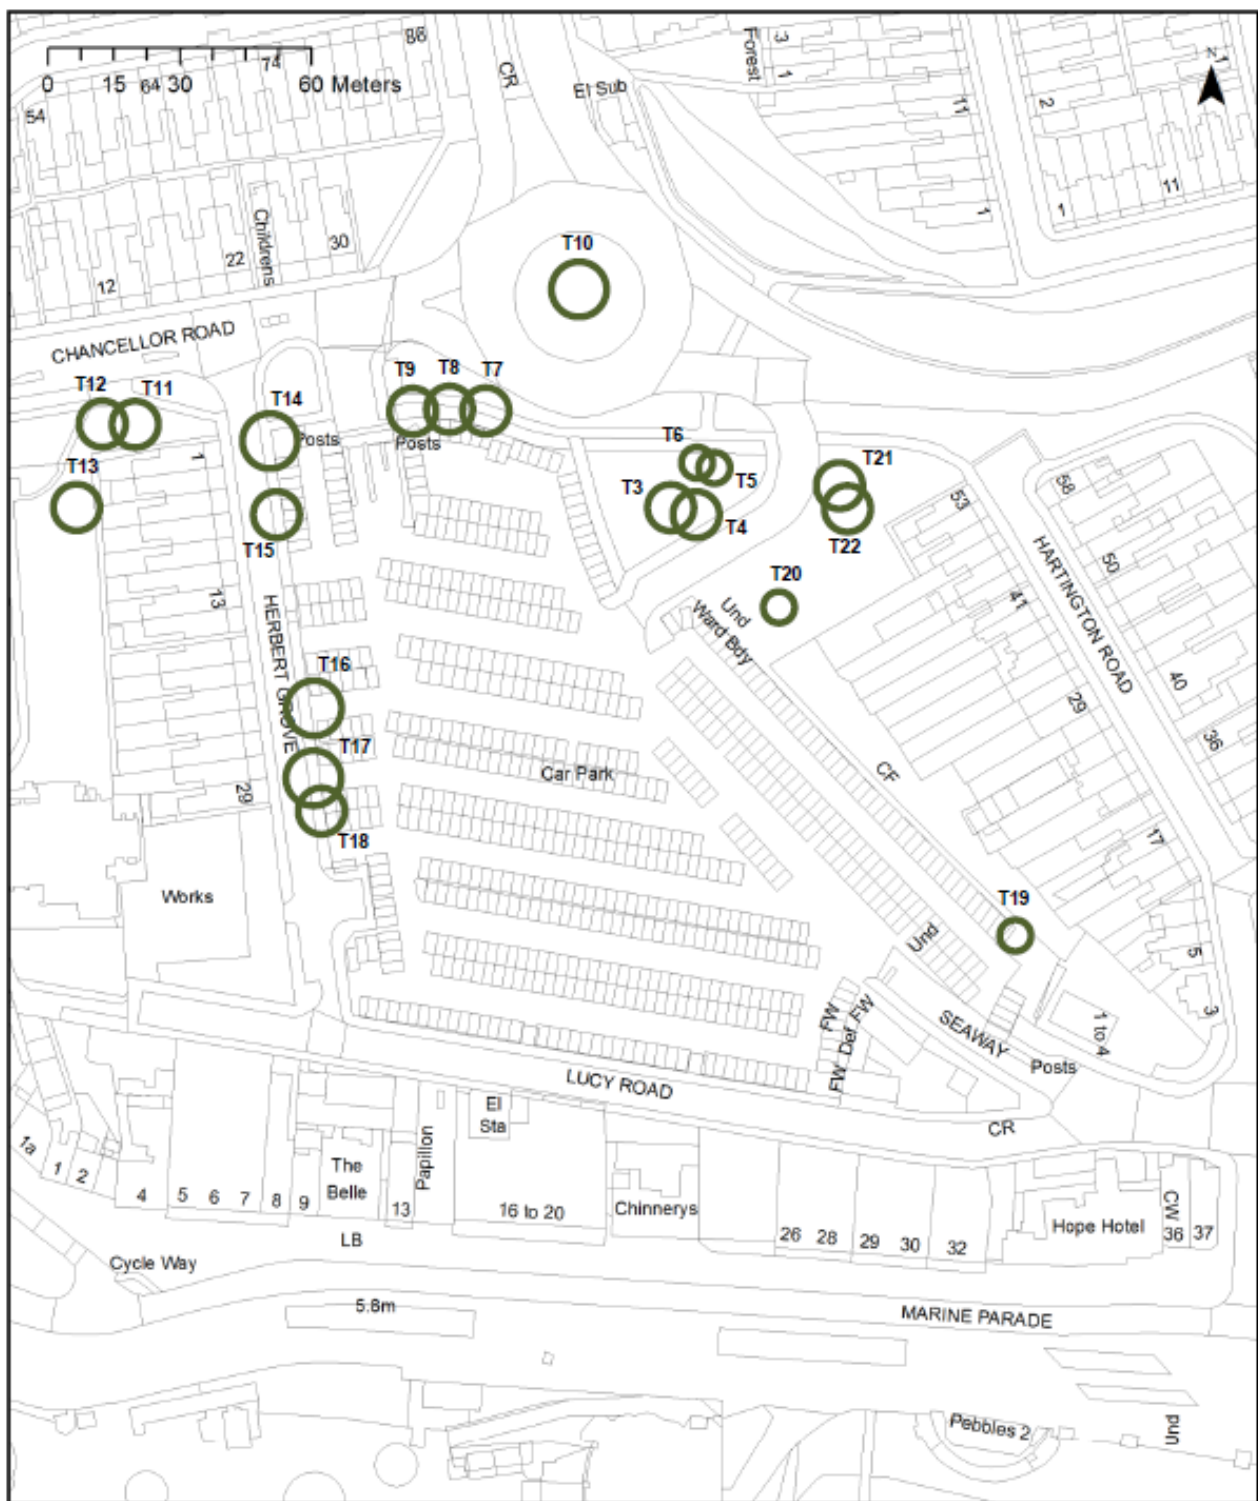 88
74
0 15 64 30 60 Meters
54
CR
El Sub
Forest
3
1
11
2
N
1
11
1
1
Childrens
30
22
12
T10
CHANCELLOR ROAD
T12 T11
T14
T9 T8 T7
Posts
Posts
T6
T5
T21
T13
1
T3
T4
T22
53
58
T15
50
HARTINGTON ROAD
T20
13
41
Und
Ward Bdy
HERBERT GROVE
T16
40
29
36
T17
Car Park
CF
29
T18
17
Works
T19
Und
5
3
FW
FW
Def
FW
SEAWAY
1 to 4
Posts
LUCY ROAD
El
Sta
CR
1a
1
2
4
5
6
7
8
9
The
Belle
13
Papillon
16 to 20
Chinnerys
26
28
29
30
32
Hope Hotel
CW
36
37
LB
Cycle Way
5.8m
MARINE PARADE
Pebbles 2
Und